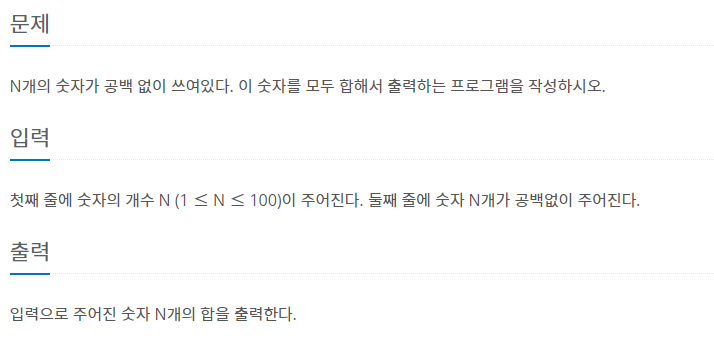 문제
N개의 숫자가 공백 없이 쓰여있다. 이 숫자를 모두 합해서 출력하는 프로그램을 작성하시오.
입력
첫째 줄에 숫자의 개수 N (1 ≤ N ≤ 100)이 주어진다. 둘째 줄에 숫자 N개가 공백없이 주어진다.
출력
입력으로 주어진 숫자 N개의 합을 출력한다.